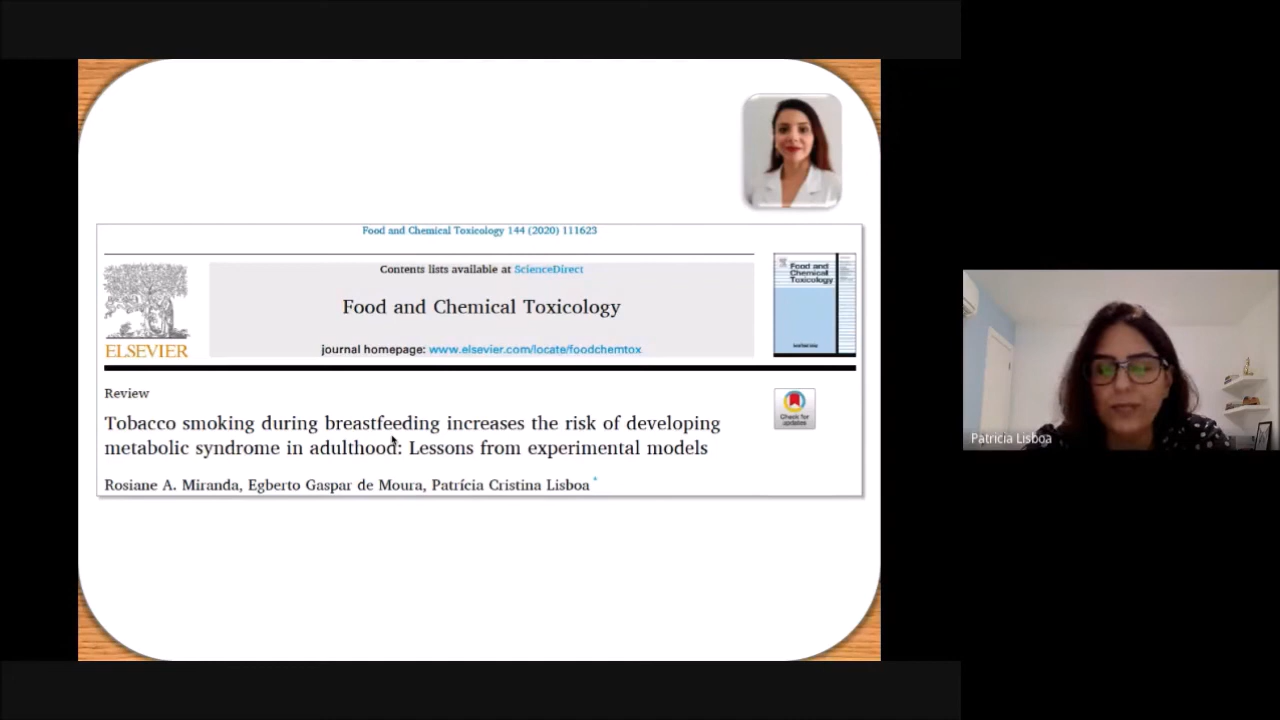 Food and Chemical Toxicology 144 (2020) 111623
Contents lists available at ScienceDirect
Food and Chemical Toxicology
journal homepage: www.elsevier.com/locate/foodchemtox
ELSEVIER
Food and
Chemical
Toxicology
Review
Check for
updates
Tobacco smoking during breastfeeding increases the risk of developing
metabolic syndrome in adulthood: Lessons from experimental models
Rosiane A. Miranda, Egberto Gaspar de Moura, Patrícia Cristina Lisboa *
Patricia Lisboa